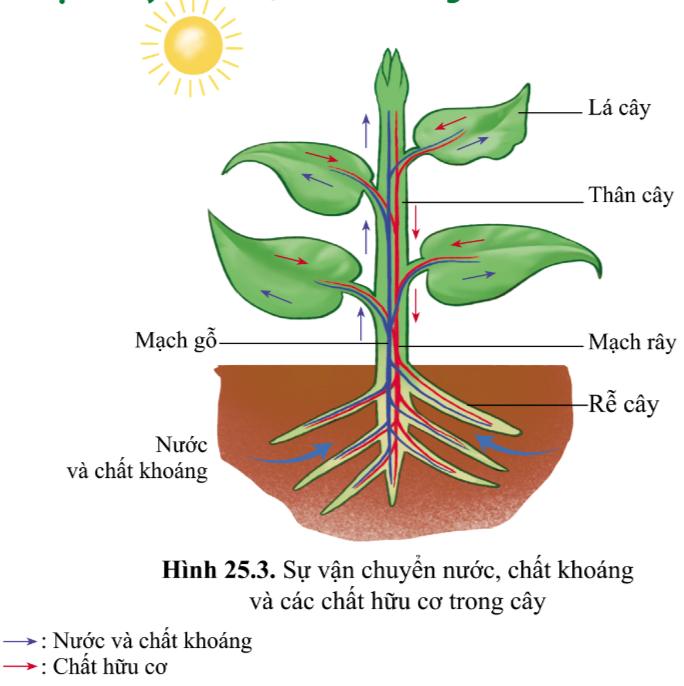 Lá cây
Thân cây
Mạch gỗ
Mạch rây
Rễ cây
Nước
và chất khoáng
Hình 25.3. Sự vận chuyển nước, chất khoáng
và các chất hữu cơ trong cây
: Nước và chất khoáng
: Chất hữu cơ